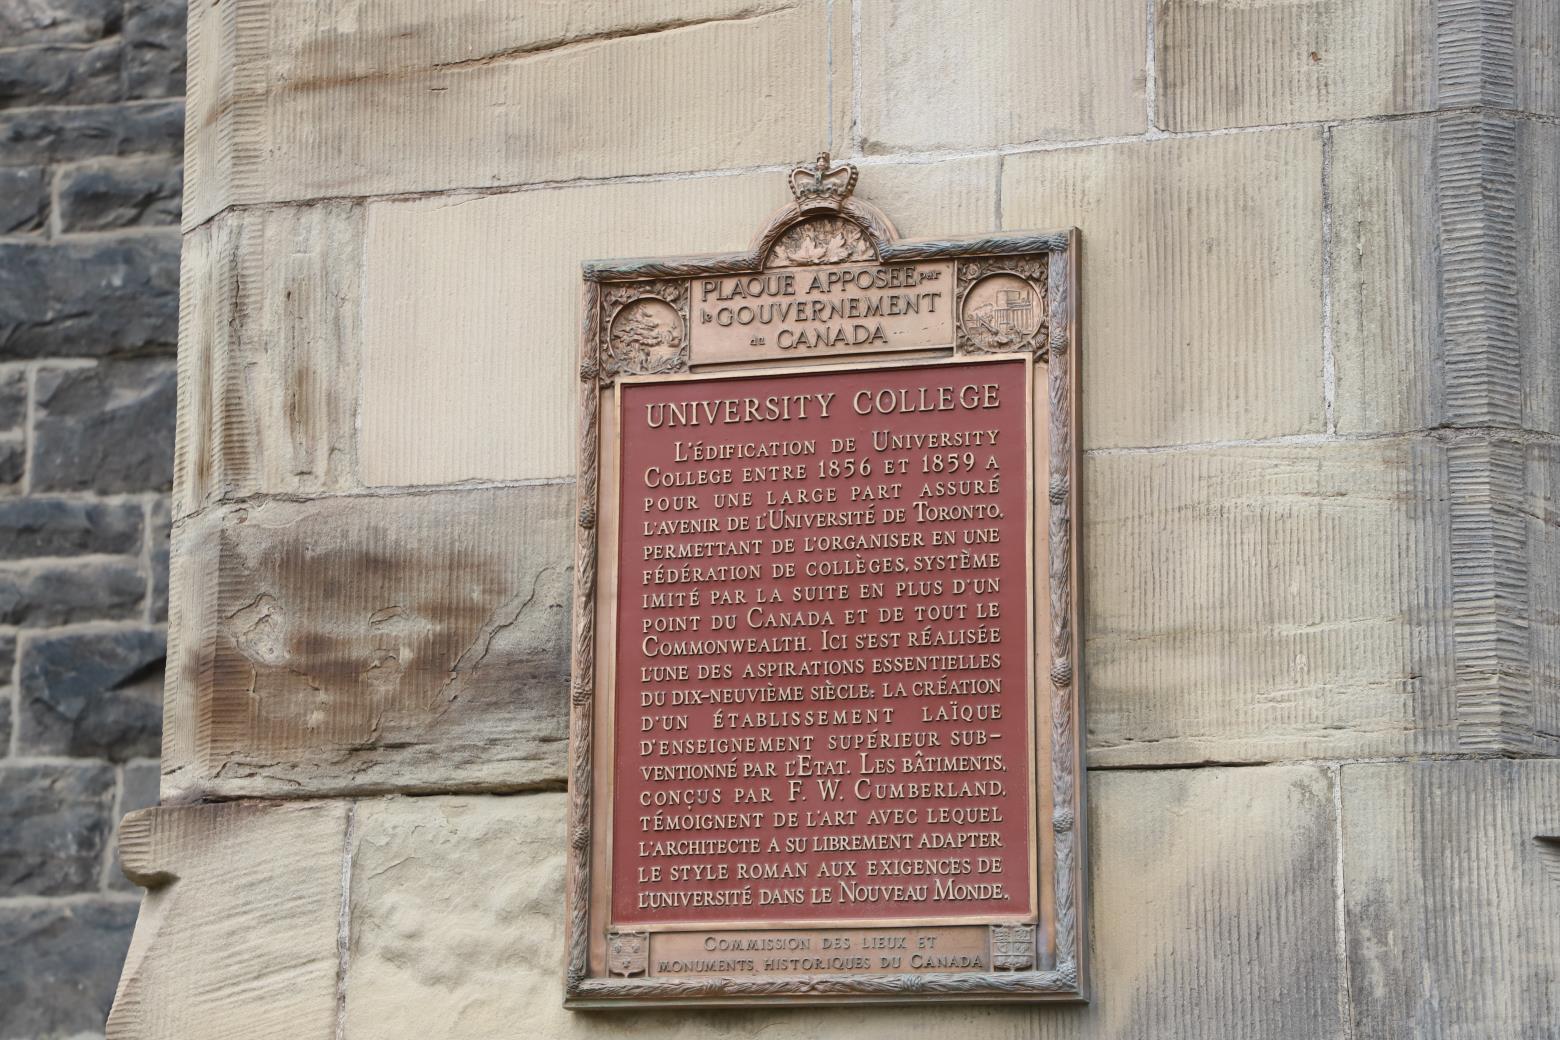 PLAQUE APPOSÉE par
le GOUVERNEMENT
du CANADA
UNIVERSITY COLLEGE
L'ÉDIFICATION DE UNIVERSITY
COLLEGE ENTRE 1856 ET 1859 A
POUR UNE LARGE PART ASSURÉ
L'AVENIR DE L'UNIVERSITÉ DE TORONTO,
PERMETTANT DE L'ORGANISER EN UNE
FÉDÉRATION DE COLLÈGES, SYSTÈME
IMITÉ PAR LA SUITE EN PLUS D'UN
POINT DU CANADA ET DE TOUT LE
COMMONWEALTH. ICI S'EST RÉALISÉE
L'UNE DES ASPIRATIONS ESSENTIELLES
DU DIX-NEUVIÈME SIÈCLE: LA CRÉATION
D'UN ÉTABLISSEMENT LAÏQUE
D'ENSEIGNEMENT SUPÉRIEUR SUB-
VENTIONNÉ PAR L'ETAT. LES BÂTIMENTS,
CONÇUS PAR F. W. CUMBERLAND,
TÉMOIGNENT DE L'ART AVEC LEQUEL
L'ARCHITECTE A SU LIBREMENT ADAPTER
LE STYLE ROMAN AUX EXIGENCES DE
L'UNIVERSITÉ DANS LE NOUVEAU MONDE.
COMMISSION DES LIEUX ET
MONUMENTS HISTORIQUES DU CANADA